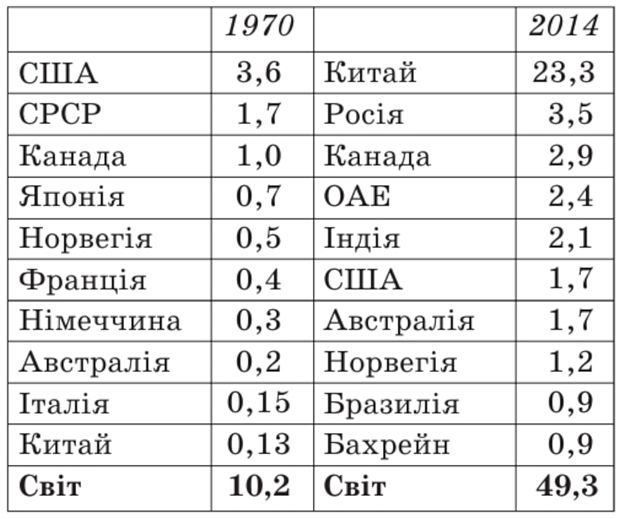 1970 2014
США 3,6 Китай 23,3
СРСР 1,7 Росія 3,5
Канада 1,0 Канада 2,9
Японія 0,7 ОАЕ 2,4
Норвегія 0,5 Індія 2,1
Франція 0,4 США 1,7
Німеччина 0,3 Австралія 1,7
Австралія 0,2 Норвегія 1,2
Італія 0,15 Бразилія 0,9
Китай 0,13 Бахрейн 0,9
Світ 10,2 Світ 49,3